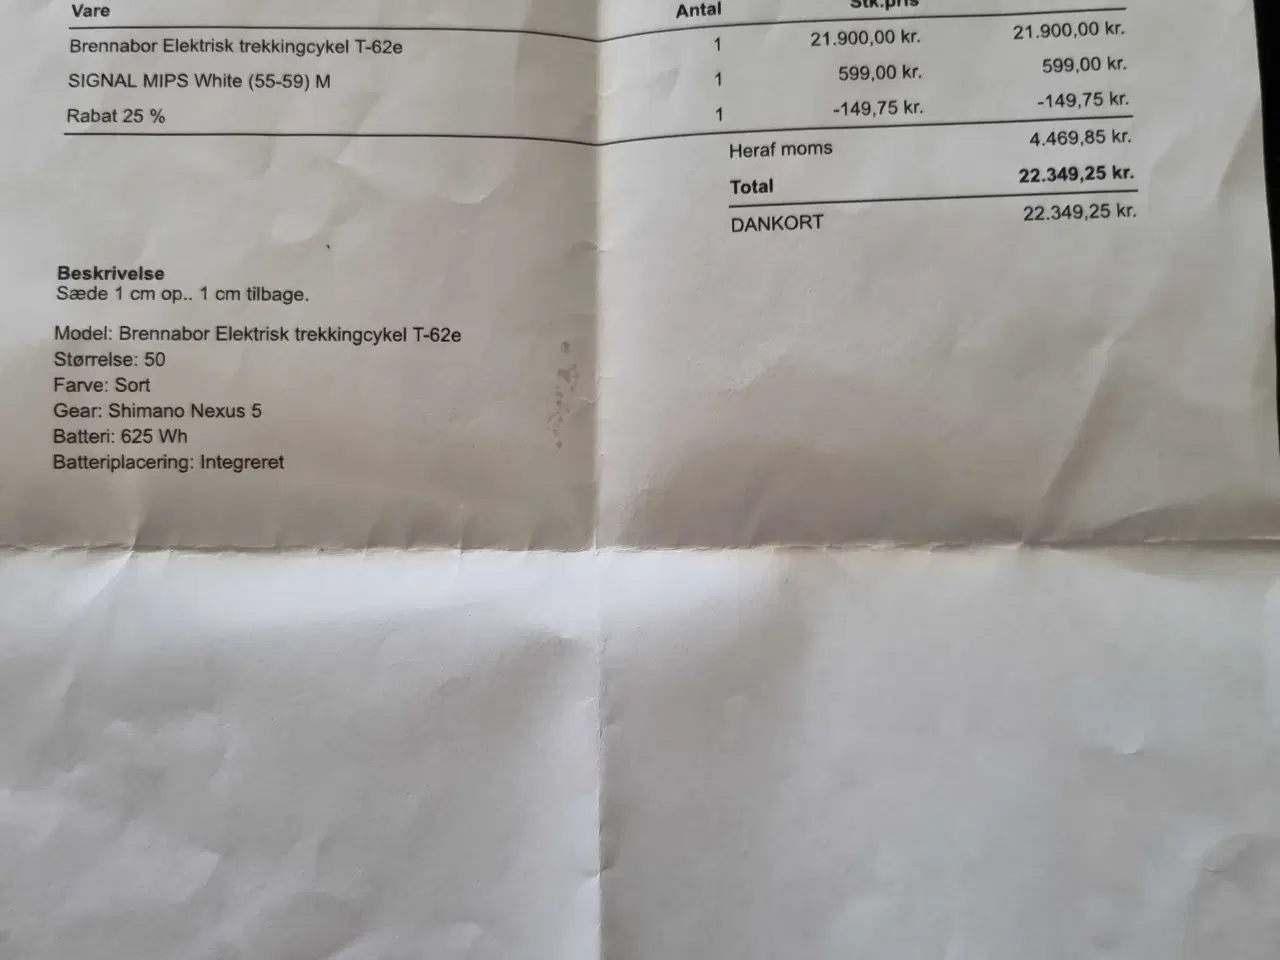 Vare Antal Stk.pris
Brennabor Elektrisk trekkingcykel T-62e 1 21.900,00 kr. 21.900,00 kr.
SIGNAL MIPS White (55-59) M 1 599,00 kr. 599,00 kr.
Rabat 25 % 1 -149,75 kr. -149,75 kr.
Heraf moms 4.469,85 kr.
Total 22.349,25 kr.
DANKORT 22.349,25 kr.
Beskrivelse
Sæde 1 cm op.. 1 cm tilbage.
Model: Brennabor Elektrisk trekkingcykel T-62e
Størrelse: 50
Farve: Sort
Gear: Shimano Nexus 5
Batteri: 625 Wh
Batteriplacering: Integreret